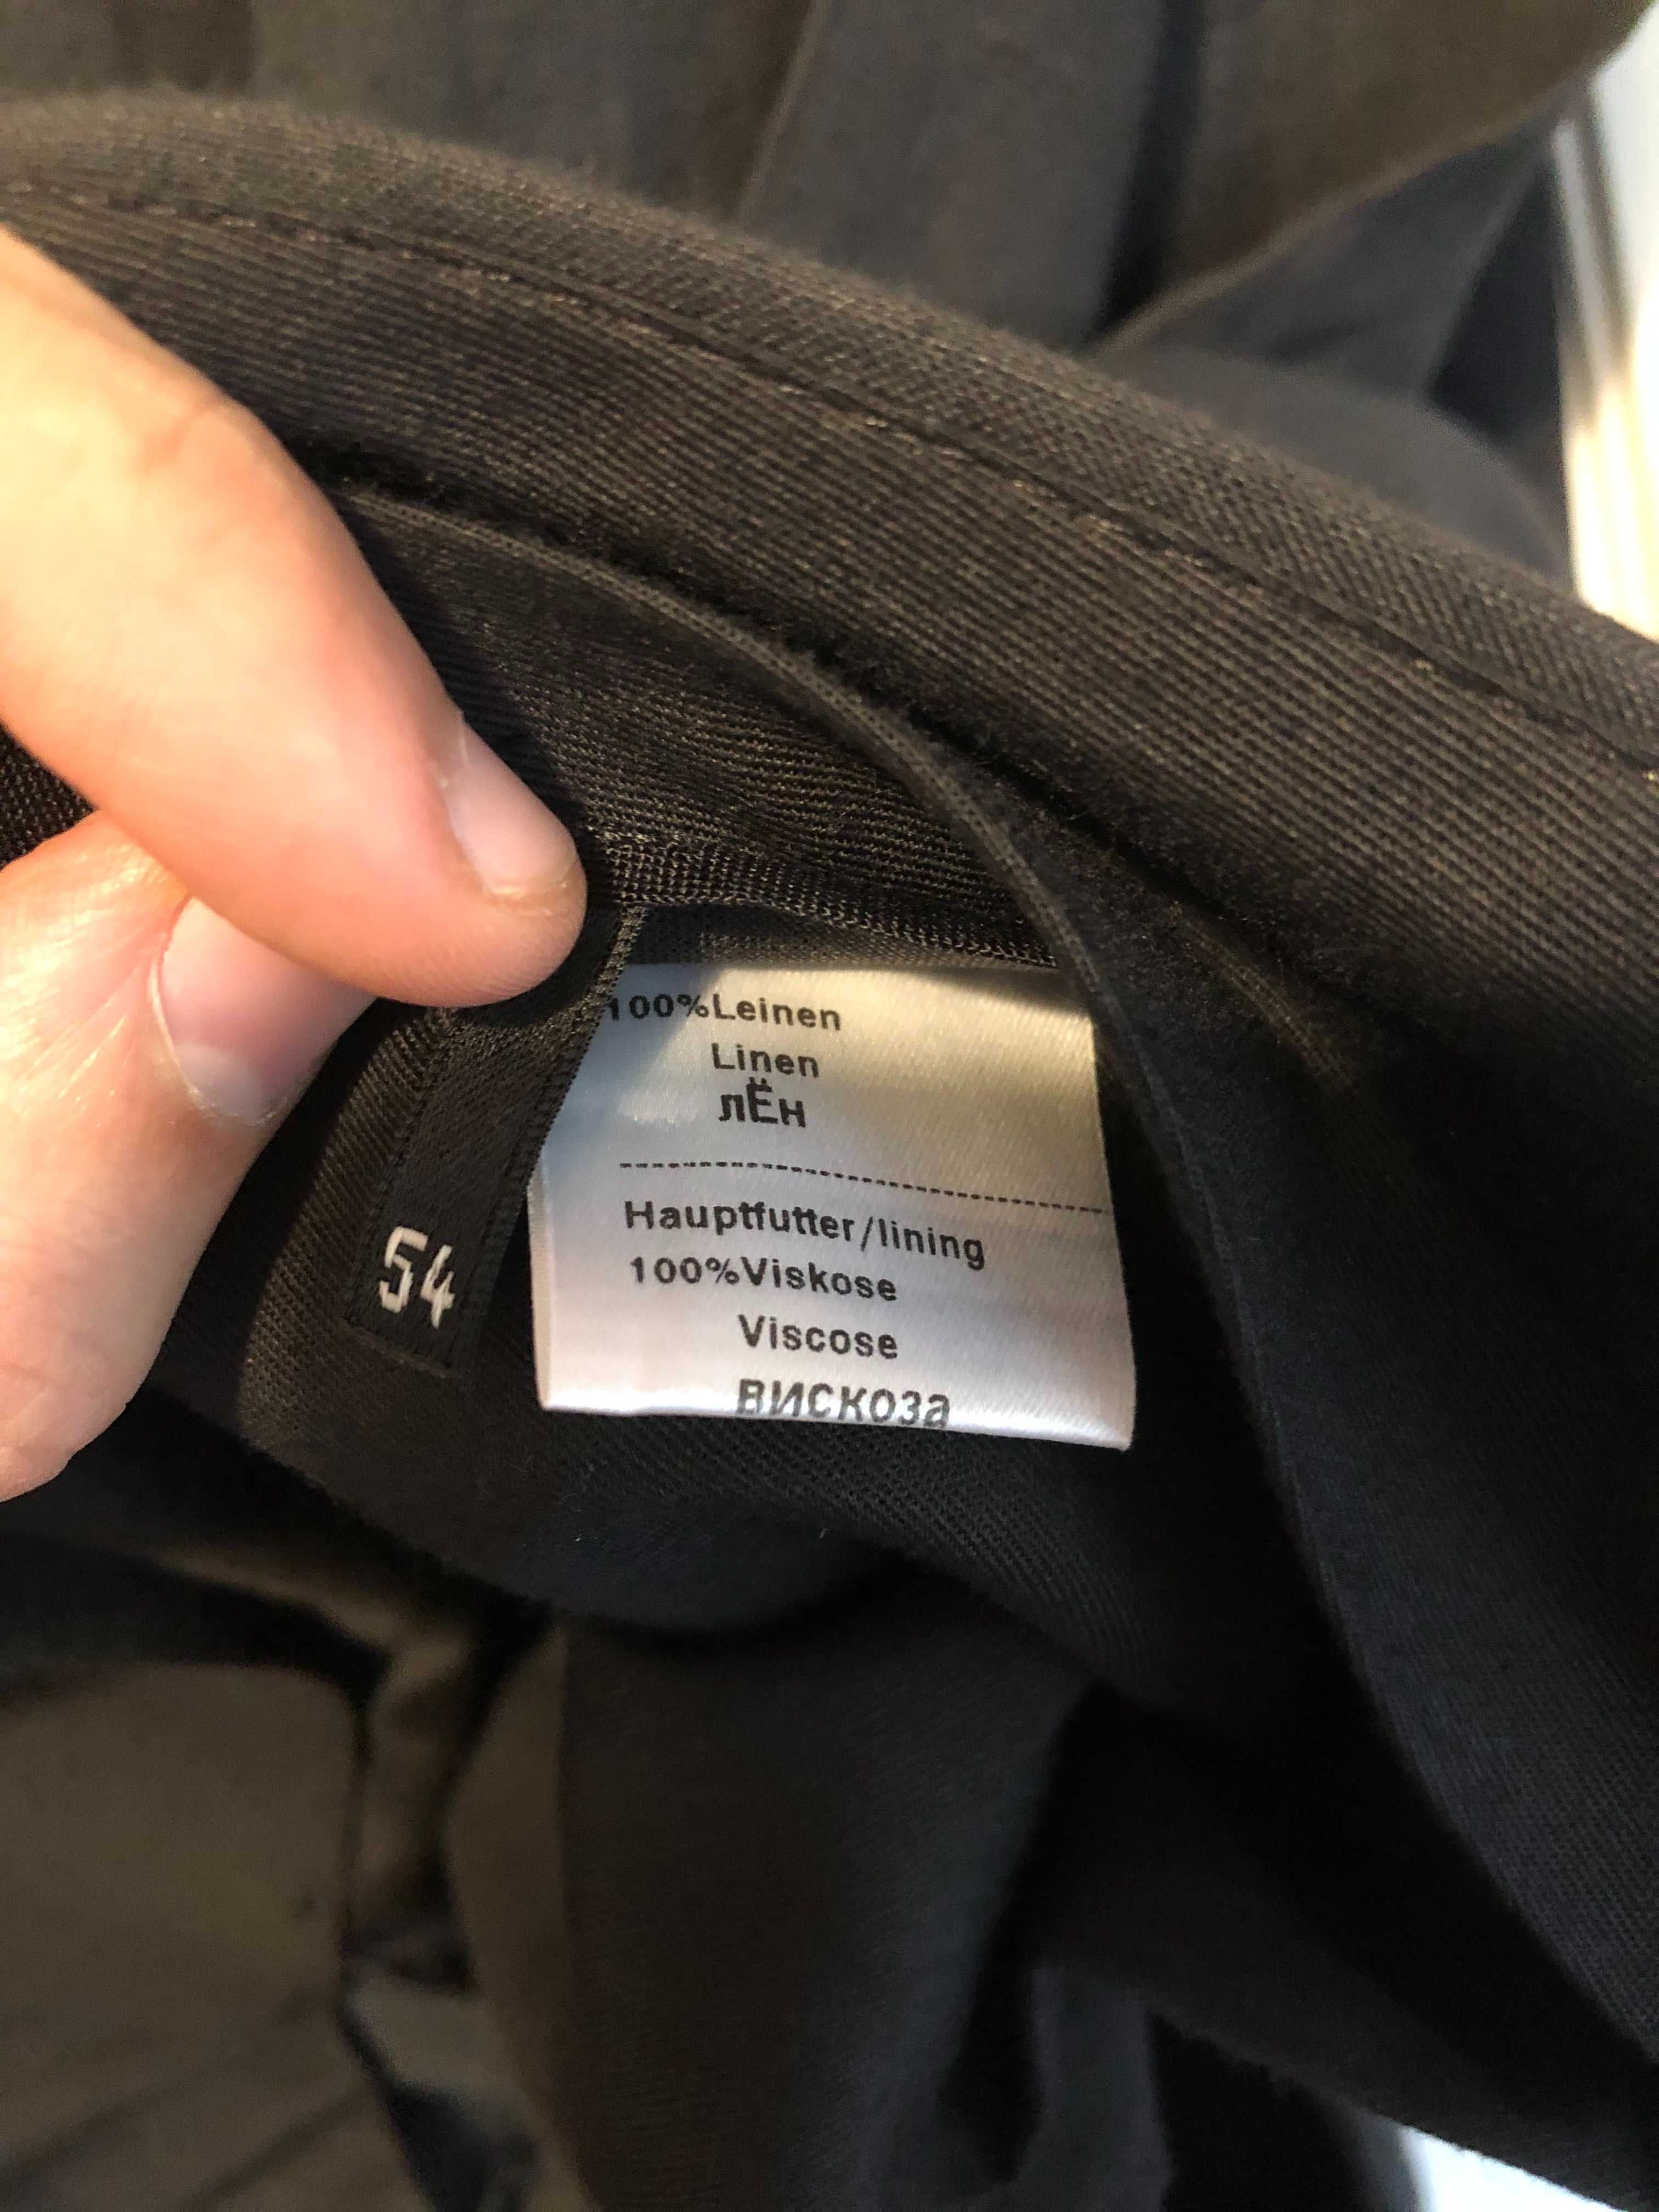 100%Leinen
Linen
лЁн
Hauptfutter/lining
100%Viskose
Viscose
вискоза
54